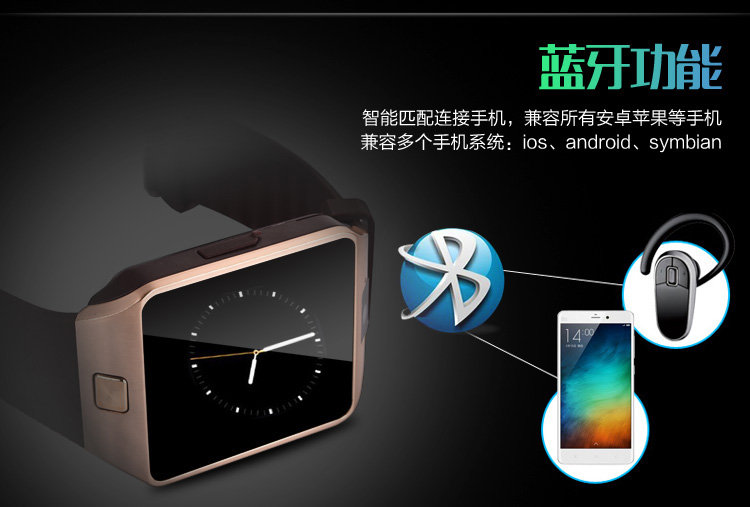 蓝牙功能
智能匹配连接手机，兼容所有安卓苹果等手机
兼容多个手机系统：ios、android、symbian